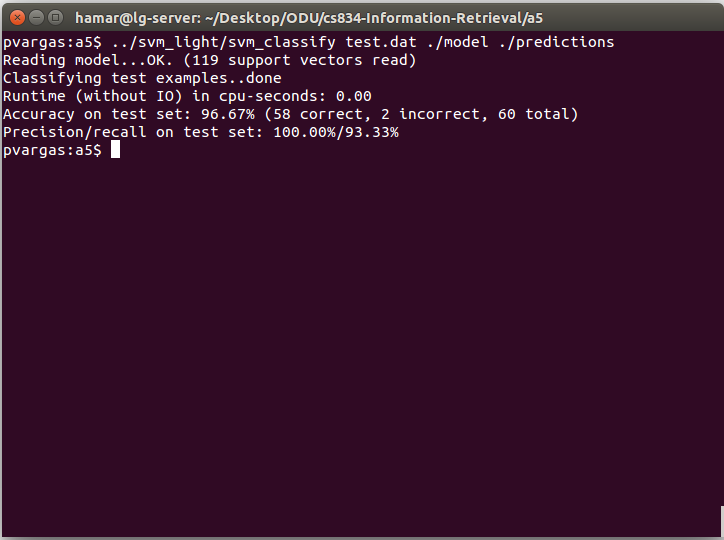 hamar@lg-server: ~/Desktop/ODU/cs834-Information-Retrieval/a5
pvargas:a5$ ../svm_light/svm_classify test.dat ./model ./predictions
Reading model...OK. (119 support vectors read)
Classifying test examples..done
Runtime (without IO) in cpu-seconds: 0.00
Accuracy on test set: 96.67% (58 correct, 2 incorrect, 60 total)
Precision/recall on test set: 100.00%/93.33%
pvargas:a5$